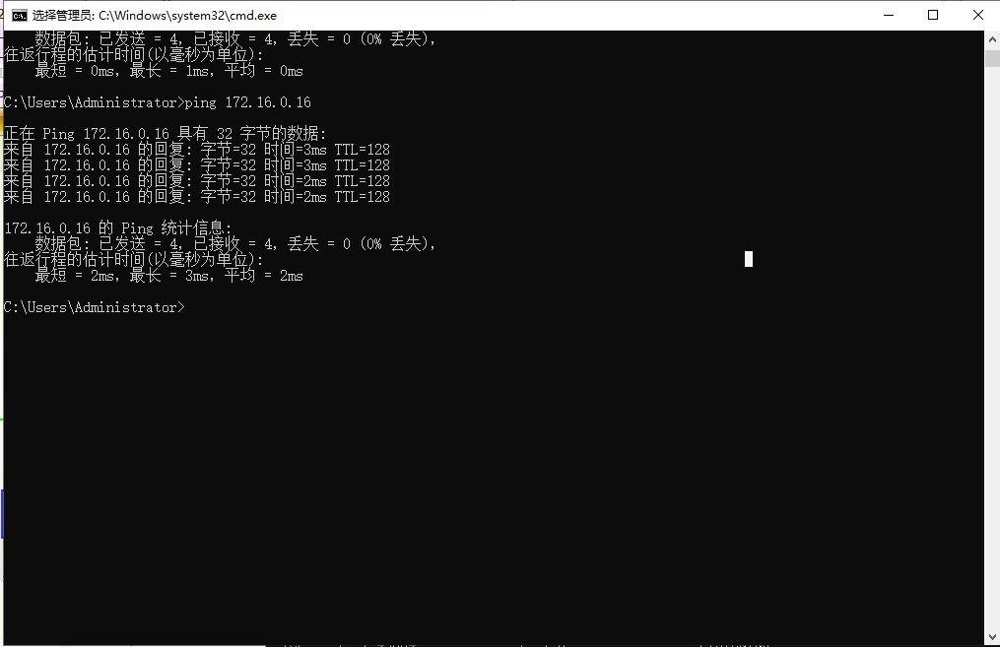 选择管理员: C:\Windows\system32\cmd.exe
数据包: 已发送 = 4，已接收 = 4，丢失 = 0 (0% 丢失)，
往返行程的估计时间(以毫秒为单位):
最短 = 0ms，最长 = 1ms，平均 = 0ms
C:\Users\Administrator>ping 172.16.0.16
正在 Ping 172.16.0.16 具有 32 字节的数据:
来自 172.16.0.16 的回复: 字节=32 时间=3ms TTL=128
来自 172.16.0.16 的回复: 字节=32 时间=3ms TTL=128
来自 172.16.0.16 的回复: 字节=32 时间=2ms TTL=128
来自 172.16.0.16 的回复: 字节=32 时间=2ms TTL=128
172.16.0.16 的 Ping 统计信息:
数据包: 已发送 = 4，已接收 = 4，丢失 = 0 (0% 丢失)，
往返行程的估计时间(以毫秒为单位):
最短 = 2ms，最长 = 3ms，平均 = 2ms
C:\Users\Administrator>